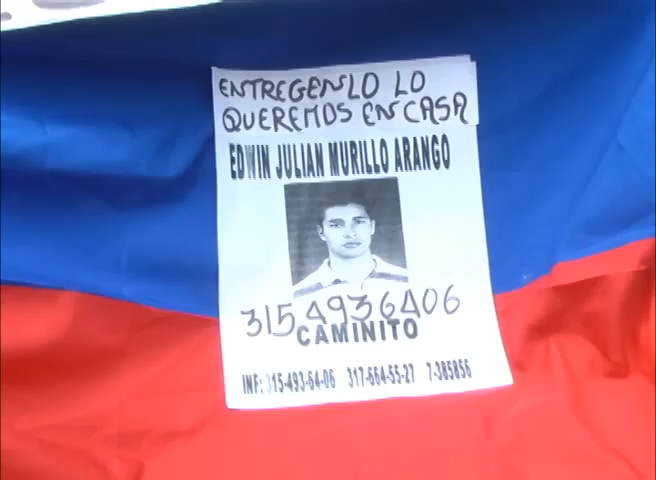 ENTREGENLO LO
QUEREMOS EN CASA
EDWIN JULIAN MURILLO ARANGO
3154936406
CAMINITO
INF: 315-493-64-06 317-664-55-27 7-385856